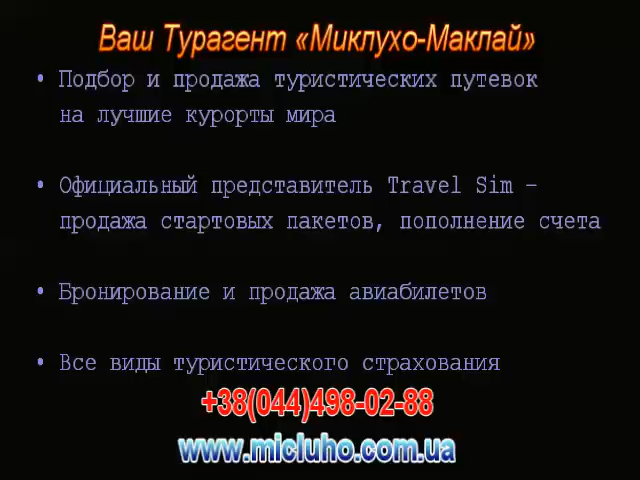 Ваш Турагент «Миклухо-Маклай»
• Подбор и продажа туристических путевок
на лучшие курорты мира
• Официальный представитель Travel Sim –
продажа стартовых пакетов, пополнение счета
• Бронирование и продажа авиабилетов
• Все виды туристического страхования
+38(044)498-02-88
www.micluho.com.ua